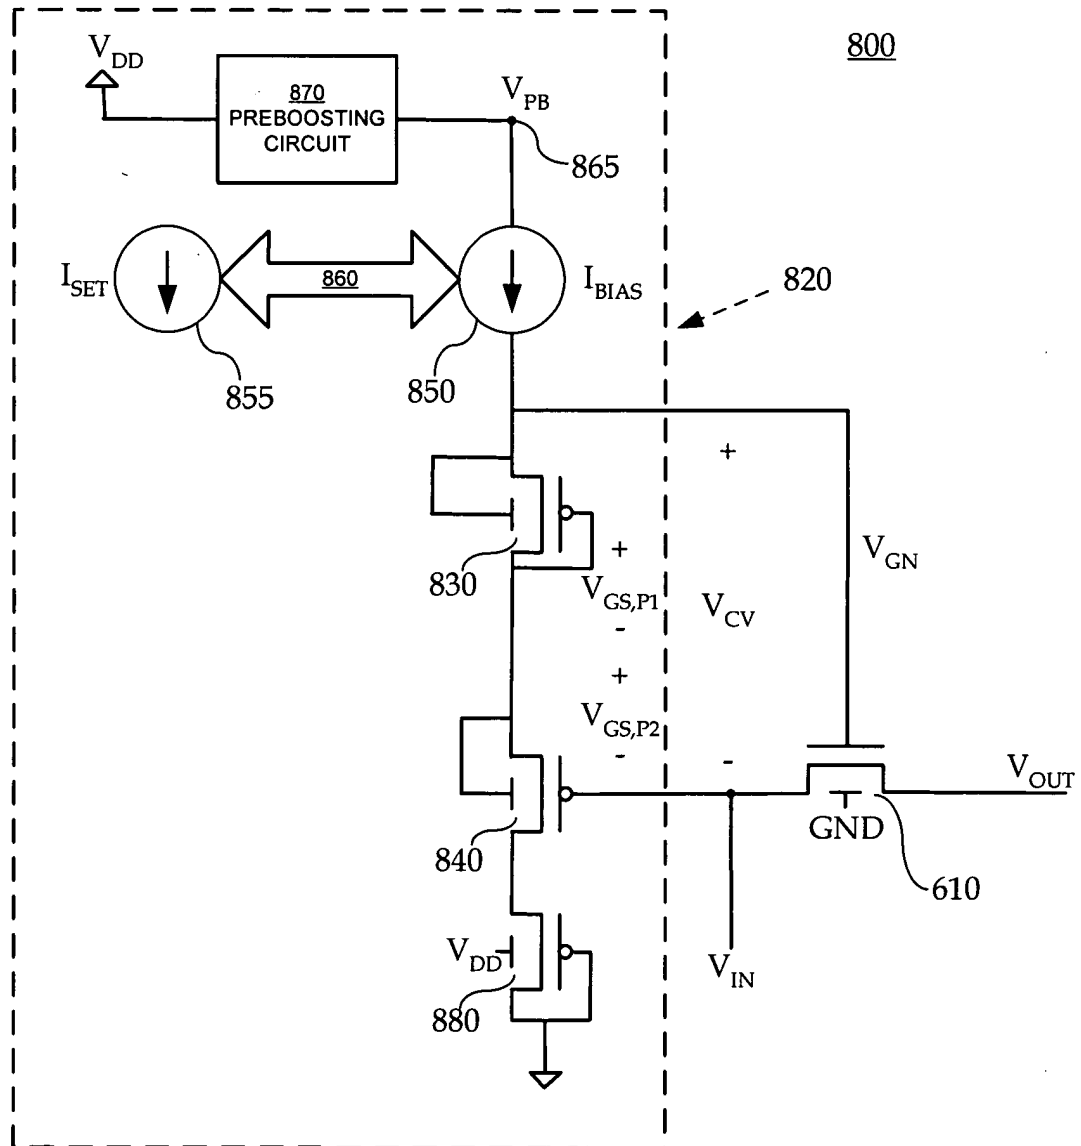 800
V_DD
870
PREBOOSTING
CIRCUIT
V_PB
865
I_SET
860
I_BIAS
820
855
850
+
830
+
V_GS,P1
-
V_CV
V_GN
+
V_GS,P2
-
-
V_OUT
GND
840
610
V_DD
V_IN
880